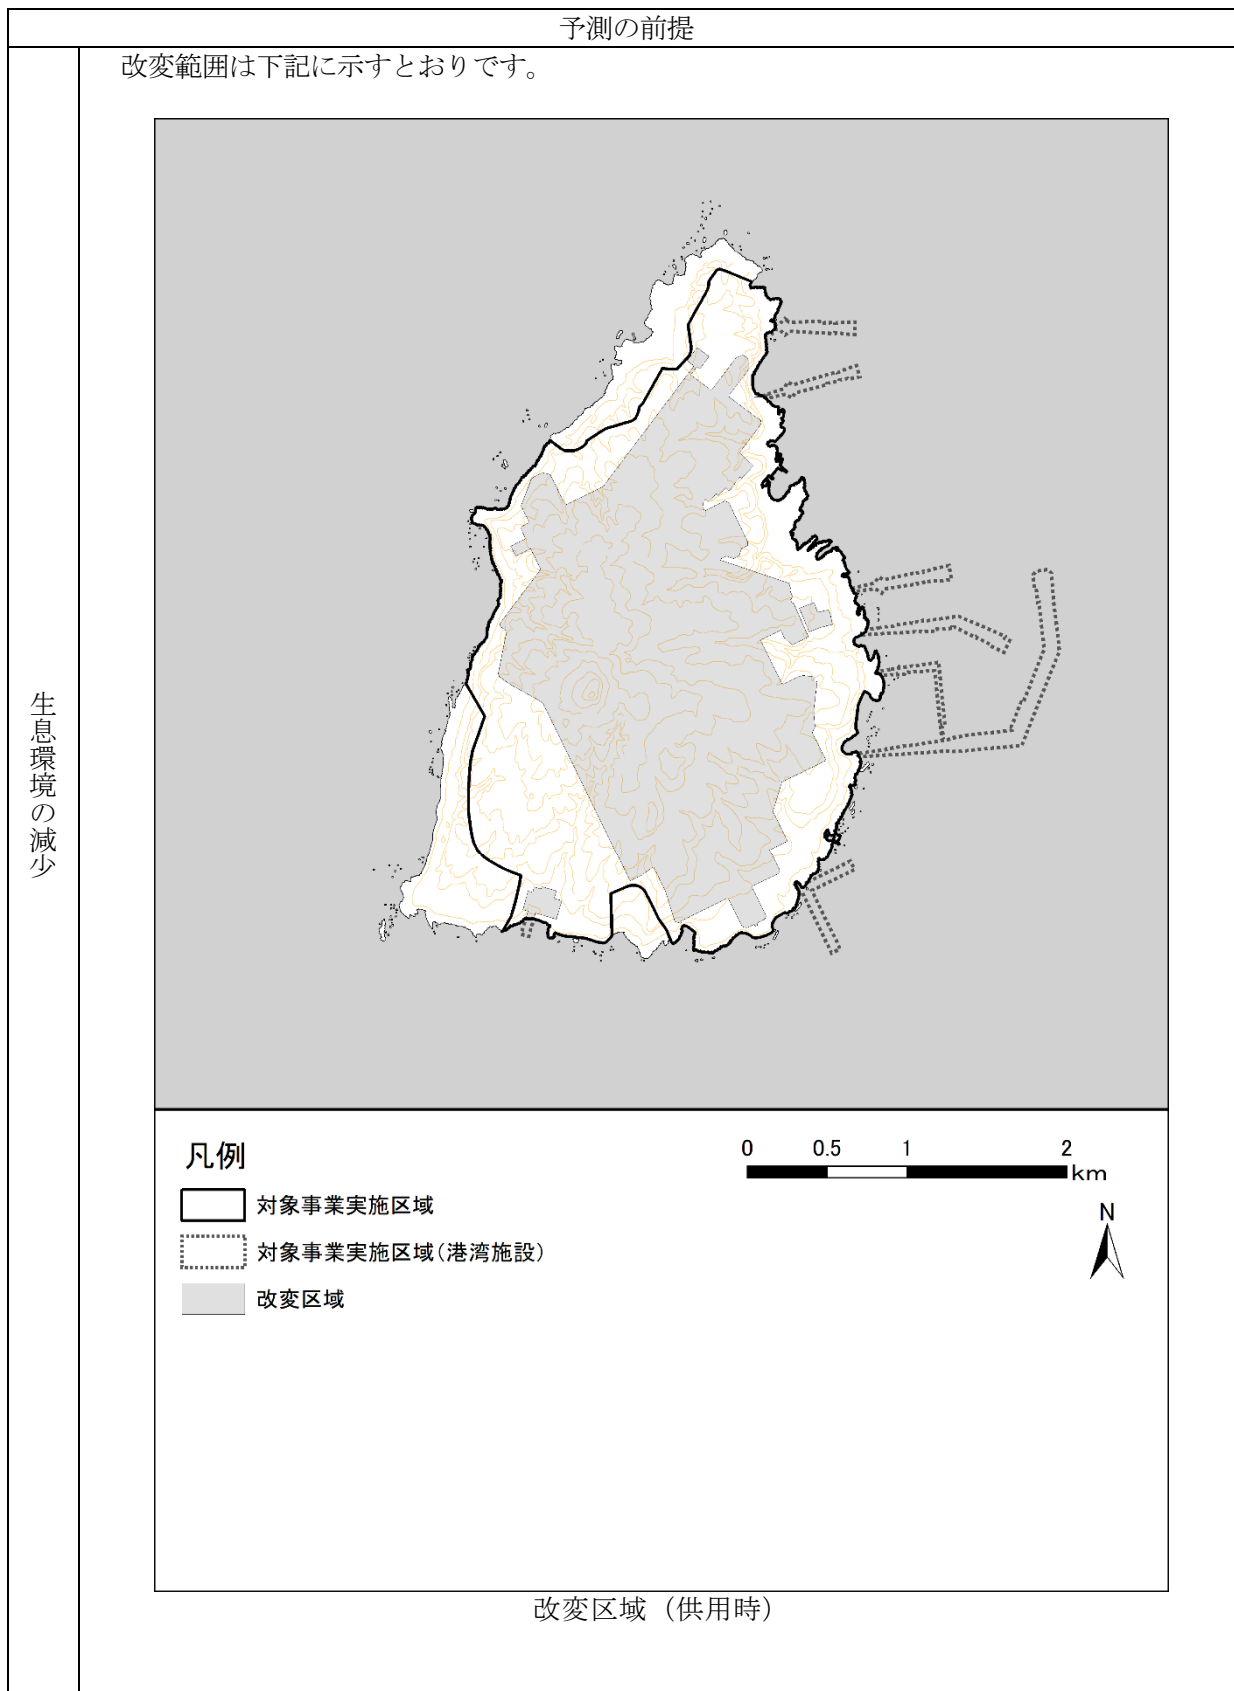 予測の前提
生息環境の減少
改変範囲は下記に示すとおりです。
凡例
対象事業実施区域
対象事業実施区域(港湾施設)
改変区域
0 0.5 1 2
km
N
改変区域（供用時）